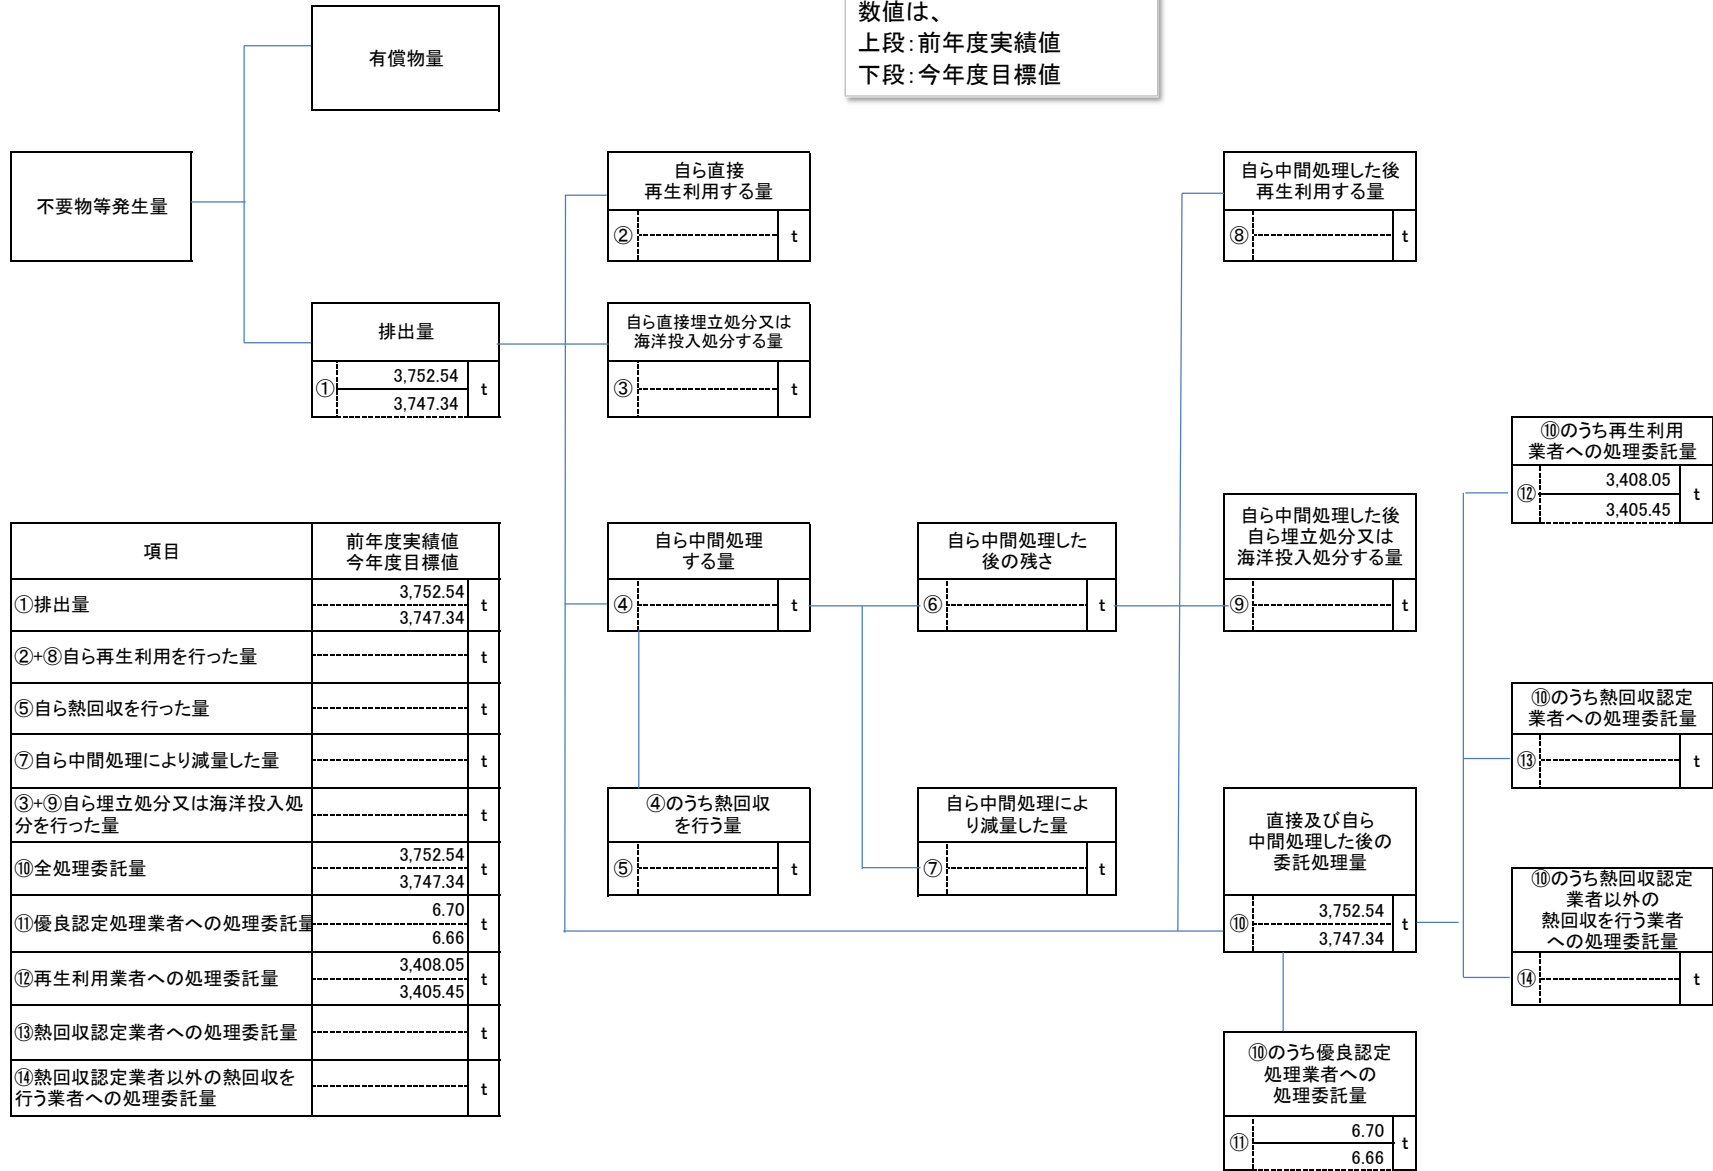 数値は、
上段：前年度実績値
下段：今年度目標値
有償物量
不要物等発生量
排出量
①
3,752.54
3,747.34
t
自ら直接
再生利用する量
②
t
自ら直接埋立処分又は
海洋投入処分する量
③
t
自ら中間処理
する量
④
t
④のうち熱回収
を行う量
⑤
t
自ら中間処理した
後の残さ
⑥
t
自ら中間処理によ
り減量した量
⑦
t
自ら中間処理した後
再生利用する量
⑧
t
自ら中間処理した後
自ら埋立処分又は
海洋投入処分する量
⑨
t
直接及び自ら
中間処理した後の
委託処理量
⑩
3,752.54
3,747.34
t
⑩のうち優良認定
処理業者への
処理委託量
⑪
6.70
6.66
t
⑩のうち再生利用
業者への処理委託量
⑫
3,408.05
3,405.45
t
⑩のうち熱回収認定
業者への処理委託量
⑬
t
⑩のうち熱回収認定
業者以外の
熱回収を行う業者
への処理委託量
⑭
t
項目
前年度実績値
今年度目標値
①排出量
3,752.54
3,747.34
t
②+⑧自ら再生利用を行った量
t
⑤自ら熱回収を行った量
t
⑦自ら中間処理により減量した量
t
③+⑨自ら埋立処分又は海洋投入処
分を行った量
t
⑩全処理委託量
3,752.54
3,747.34
t
⑪優良認定処理業者への処理委託量
6.70
6.66
t
⑫再生利用業者への処理委託量
3,408.05
3,405.45
t
⑬熱回収認定業者への処理委託量
t
⑭熱回収認定業者以外の熱回収を
行う業者への処理委託量
t